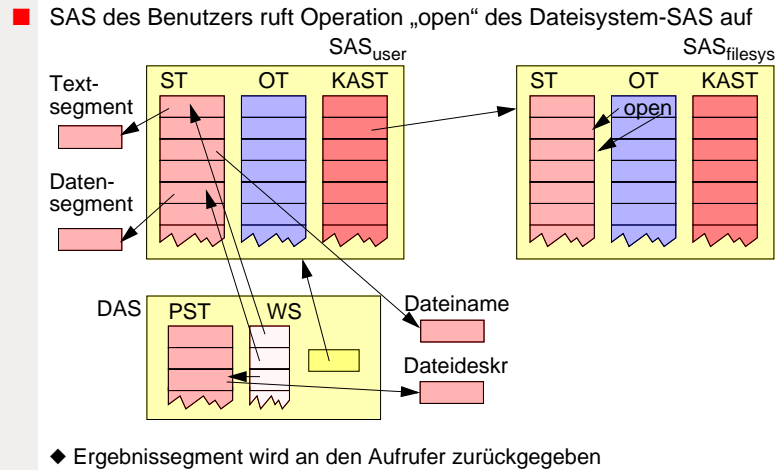 ■ SAS des Benutzers ruft Operation „open“ des Dateisystem-SAS auf
SASuser
SASfilesys
ST OT KAST
ST OT KAST
Text-
segment
open
Daten-
segment
DAS
PST WS
Dateiname
Dateideskr
◆ Ergebnissegment wird an den Aufrufer zurückgegeben